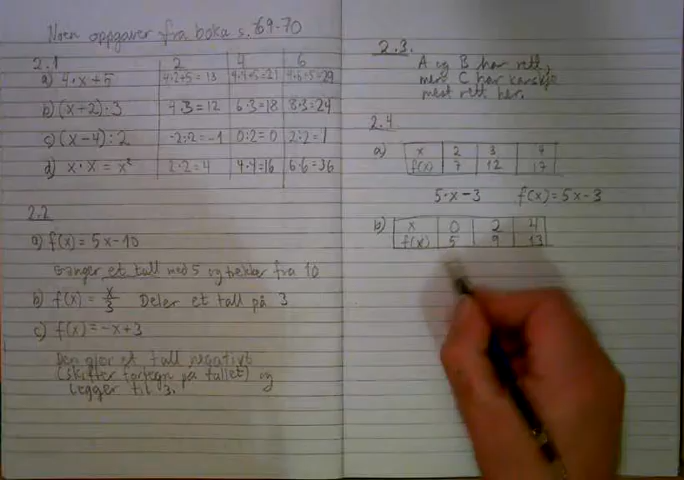 Noen oppgaver fra boka s. 69-70
2.1 2 4 6
a) 4·x+5 4·2+5=13 4·4+5=21 4·6+5=29
b) (x+2)·3 4·3=12 6·3=18 8·3=24
c) (x-4):2 -2:2=-1 0:2=0 2:2=1
d) x·x=x² 2·2=4 4·4=16 6·6=36
2.2
a) f(x)=5x-10
Ganger et tall med 5 og trekker fra 10
b) f(x)=x/3 Deler et tall på 3
c) f(x)=-x+3
Den gjør et tall negativt
(skifter fortegn på tallet) og
legger til 3.
2.3.
A og B har rett,
men C har kanskje
mest rett her.
2.4
a) x 2 3 4
f(x) 7 12 17
5·x-3 f(x)=5x-3
b) x 0 2 4
f(x) 5 9 13